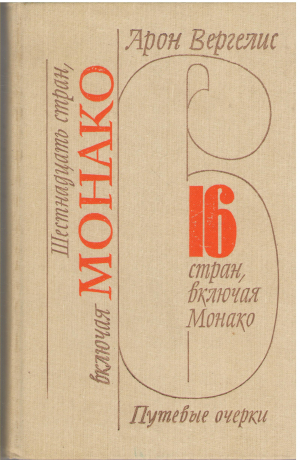 Арон Вергелис
Шестнадцать стран,
включая
МОНАКО
16
стран,
включая
Монако
Путевые очерки